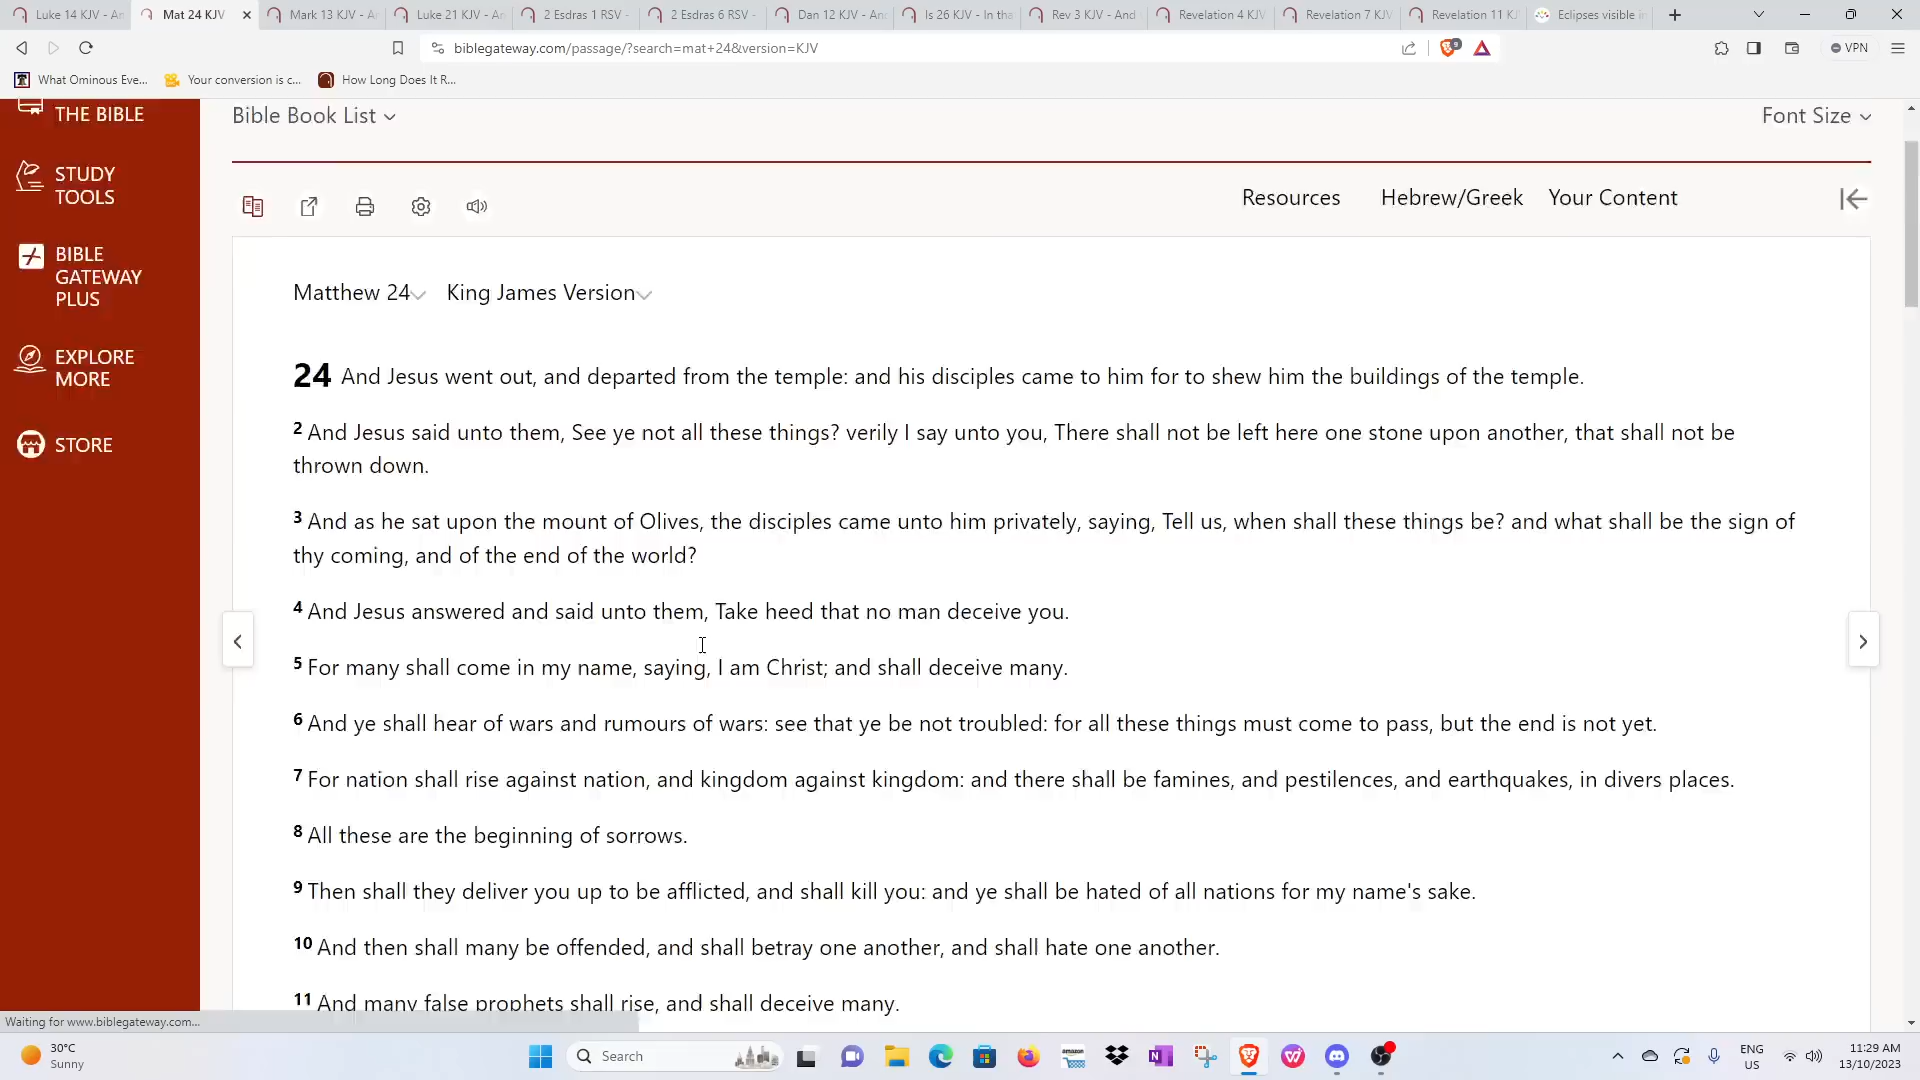 Luke 14 KJV - An
Mat 24 KJV
Mark 13 KJV - An
Luke 21 KJV - An
2 Esdras 1 RSV -
2 Esdras 6 RSV -
Dan 12 KJV - And
Is 26 KJV - In tha
Rev 3 KJV - And
Revelation 4 KJV
Revelation 7 KJV
Revelation 11 KJ
Eclipses visible in
biblegateway.com/passage/?search=mat+24&version=KJV
9
VPN
What Ominous Eve...
Your conversion is c...
How Long Does It R...
THE BIBLE
STUDY
TOOLS
BIBLE
GATEWAY
PLUS
EXPLORE
MORE
STORE
Bible Book List
Font Size
Resources
Hebrew/Greek
Your Content
Matthew 24
King James Version
24 And Jesus went out, and departed from the temple: and his disciples came to him for to shew him the buildings of the temple.
2 And Jesus said unto them, See ye not all these things? verily I say unto you, There shall not be left here one stone upon another, that shall not be
thrown down.
3 And as he sat upon the mount of Olives, the disciples came unto him privately, saying, Tell us, when shall these things be? and what shall be the sign of
thy coming, and of the end of the world?
4 And Jesus answered and said unto them, Take heed that no man deceive you.
5 For many shall come in my name, saying, I am Christ; and shall deceive many.
6 And ye shall hear of wars and rumours of wars: see that ye be not troubled: for all these things must come to pass, but the end is not yet.
7 For nation shall rise against nation, and kingdom against kingdom: and there shall be famines, and pestilences, and earthquakes, in divers places.
8 All these are the beginning of sorrows.
9 Then shall they deliver you up to be afflicted, and shall kill you: and ye shall be hated of all nations for my name's sake.
10 And then shall many be offended, and shall betray one another, and shall hate one another.
11 And many false prophets shall rise, and shall deceive many.
Waiting for www.biblegateway.com...
30°C
Sunny
Search
amazon
ENG
US
11:29 AM
13/10/2023